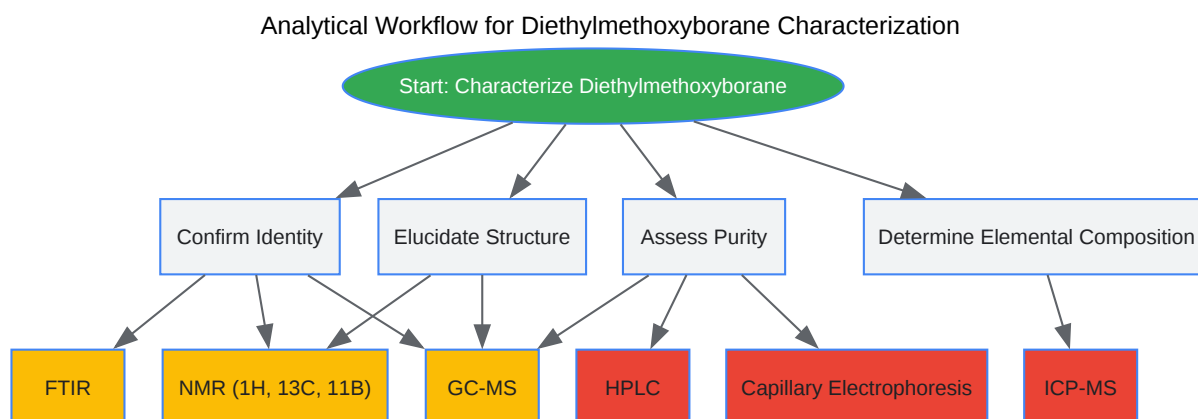 Analytical Workflow for Diethylmethoxyborane Characterization
Start: Characterize Diethylmethoxyborane
Confirm Identity
Elucidate Structure
Assess Purity
Determine Elemental Composition
FTIR
NMR (1H, 13C, 11B)
GC-MS
HPLC
Capillary Electrophoresis
ICP-MS